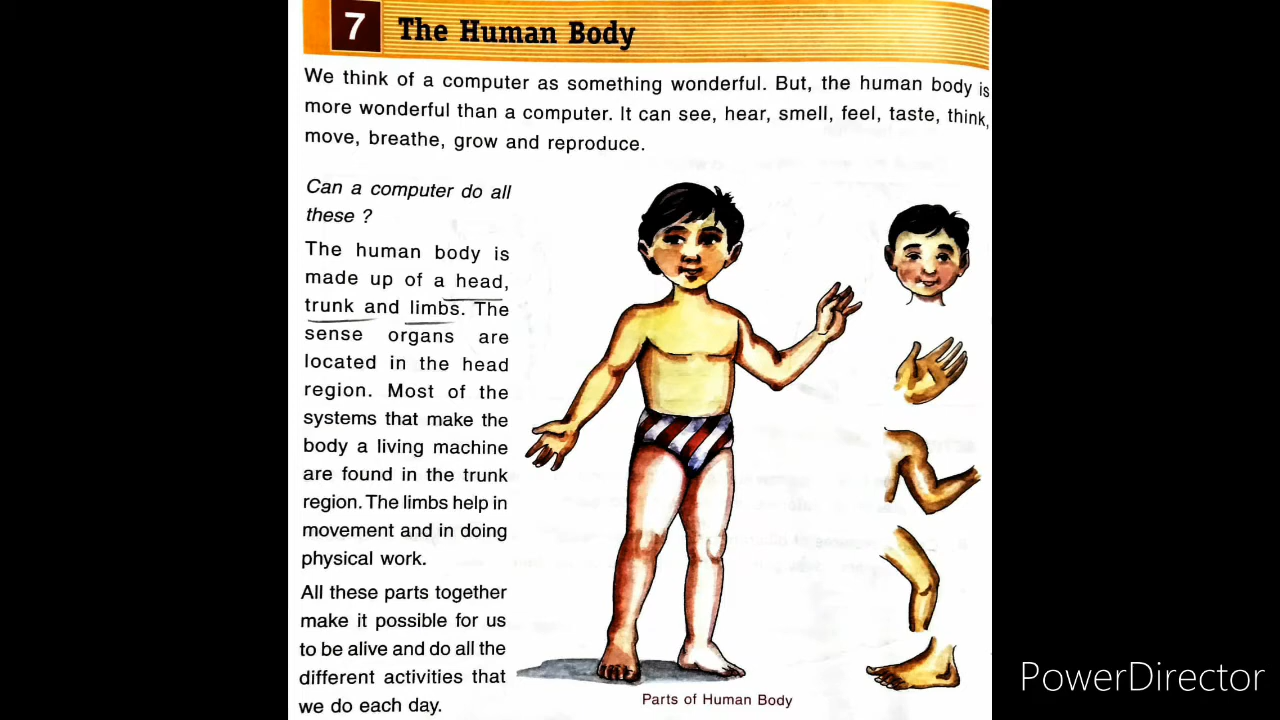 7 The Human Body
We think of a computer as something wonderful. But, the human body is
more wonderful than a computer. It can see, hear, smell, feel, taste, think,
move, breathe, grow and reproduce.
Can a computer do all
these ?
The human body is
made up of a head,
trunk and limbs. The
sense organs are
located in the head
region. Most of the
systems that make the
body a living machine
are found in the trunk
region. The limbs help in
movement and in doing
physical work.
All these parts together
make it possible for us
to be alive and do all the
different activities that
we do each day.
Parts of Human Body
PowerDirector